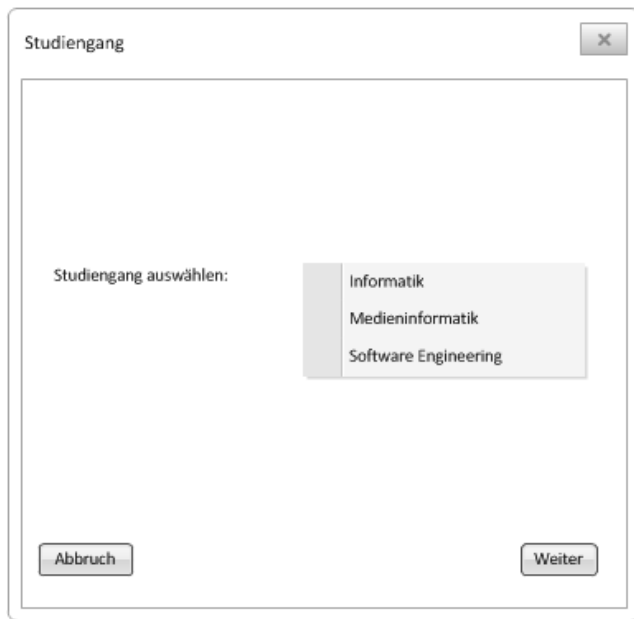 Studiengang
Studiengang auswählen:
Informatik
Medieninformatik
Software Engineering
Abbruch
Weiter